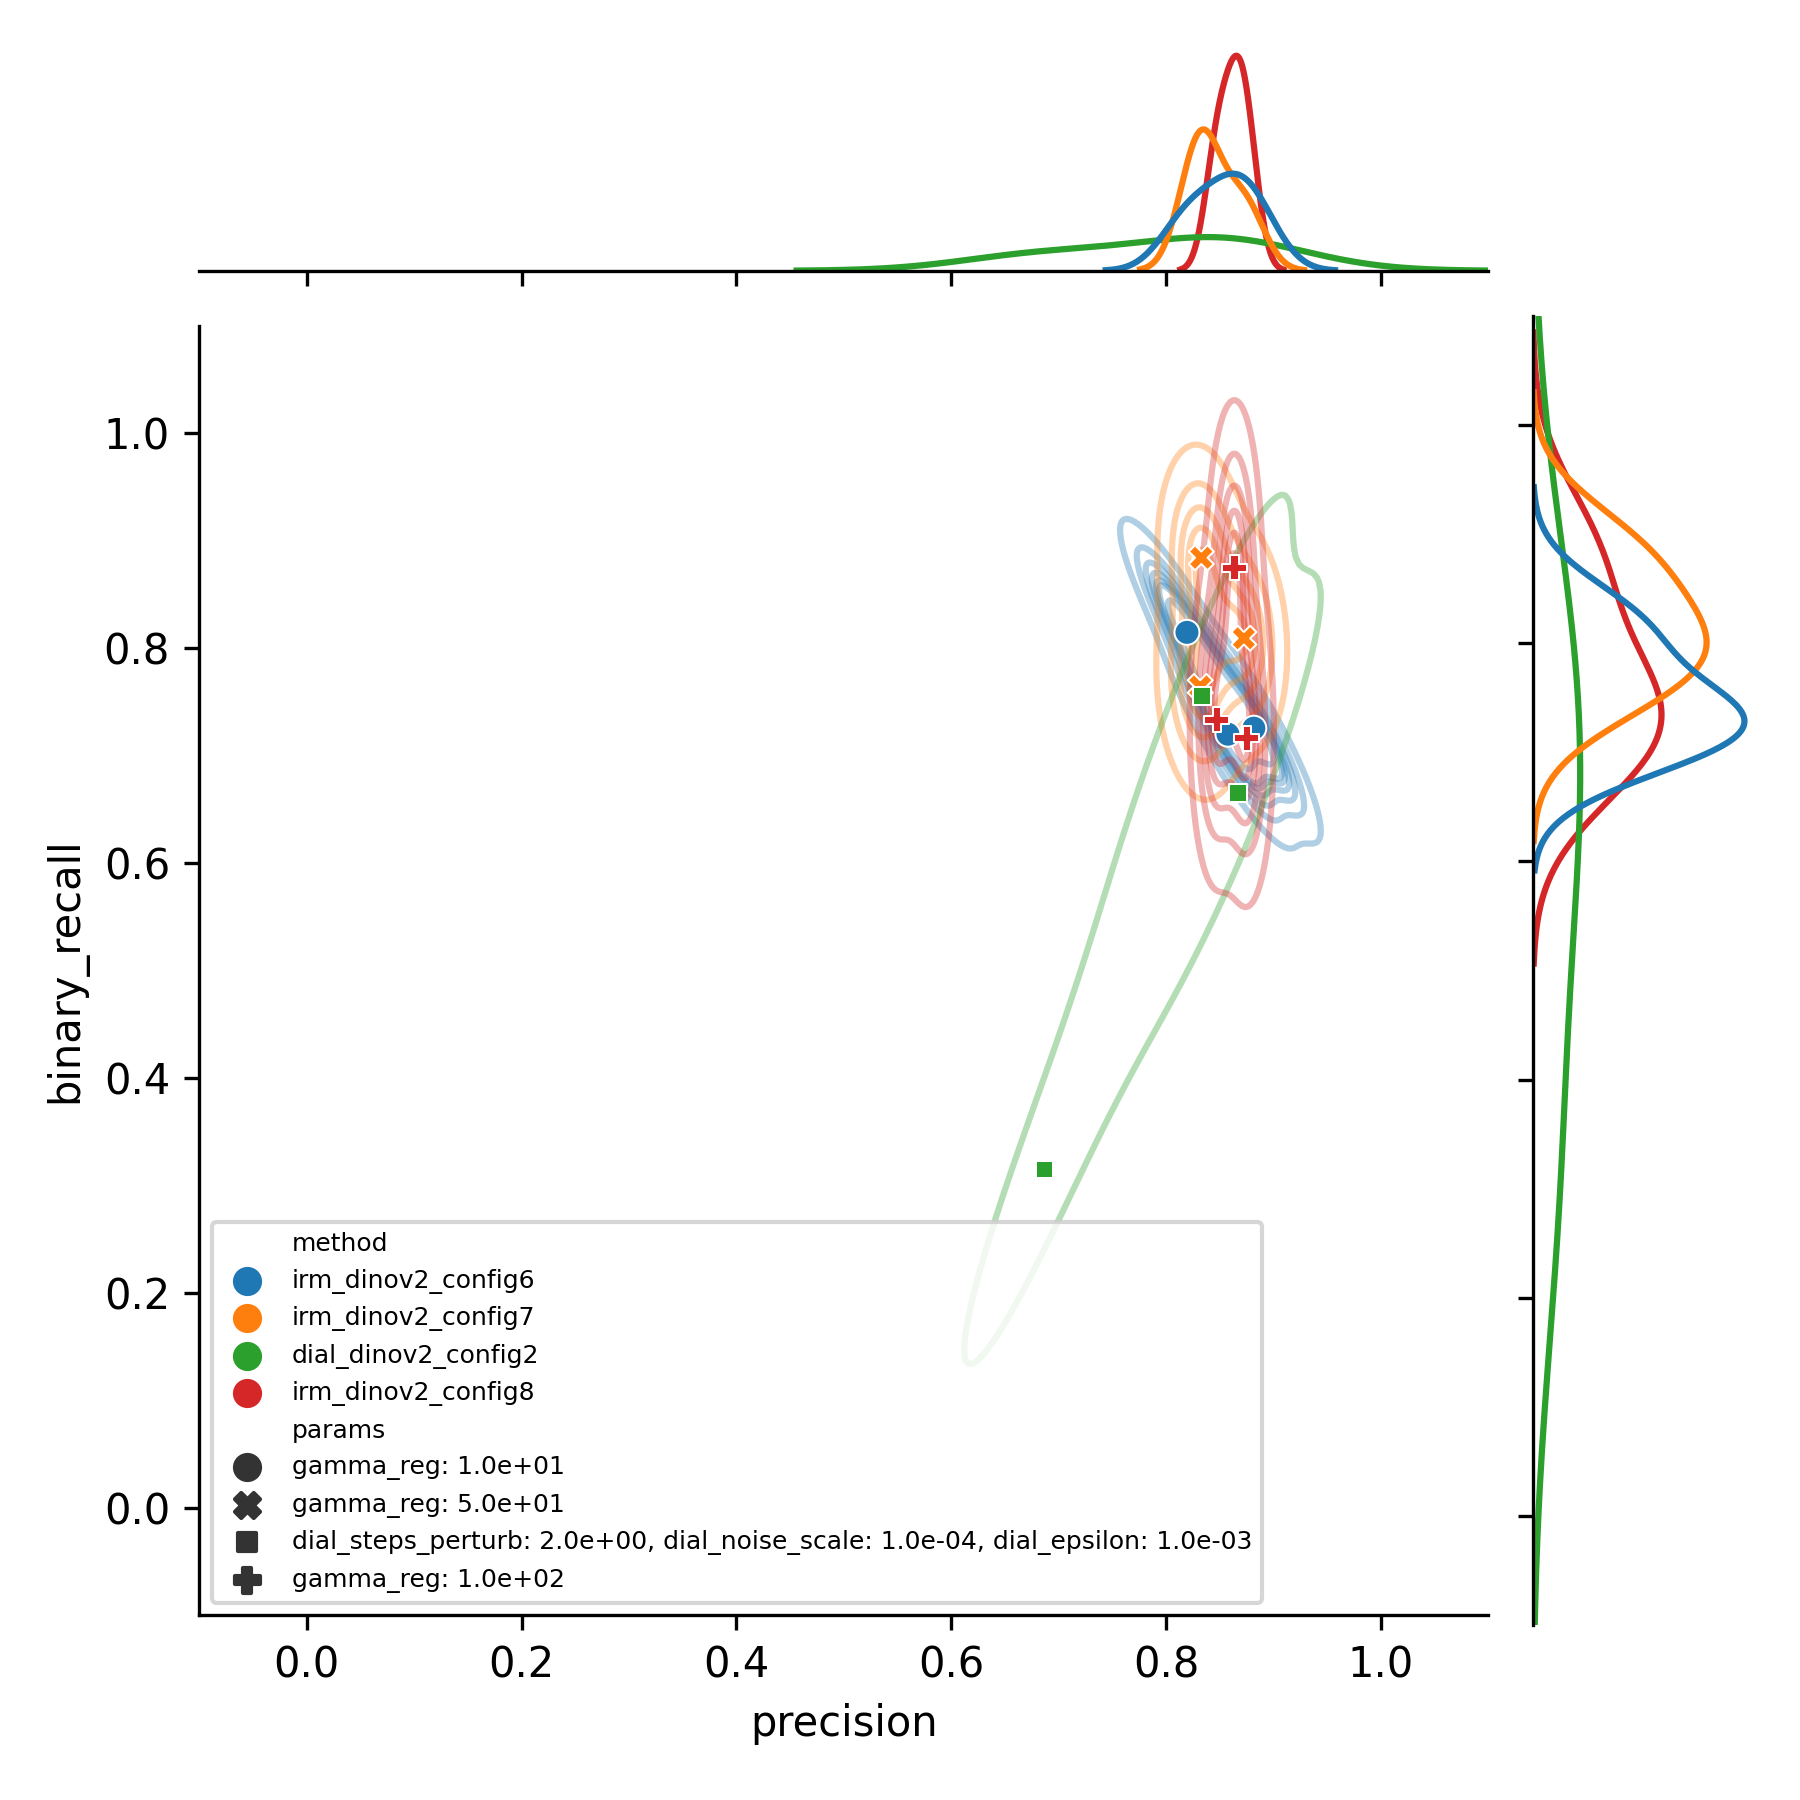 1.0
0.8
0.6
0.4
0.2
0.0
binary_recall
method
irm_dinov2_config6
irm_dinov2_config7
dial_dinov2_config2
irm_dinov2_config8
params
gamma_reg: 1.0e+01
gamma_reg: 5.0e+01
dial_steps_perturb: 2.0e+00, dial_noise_scale: 1.0e-04, dial_epsilon: 1.0e-03
gamma_reg: 1.0e+02
0.0 0.2 0.4 0.6 0.8 1.0
precision